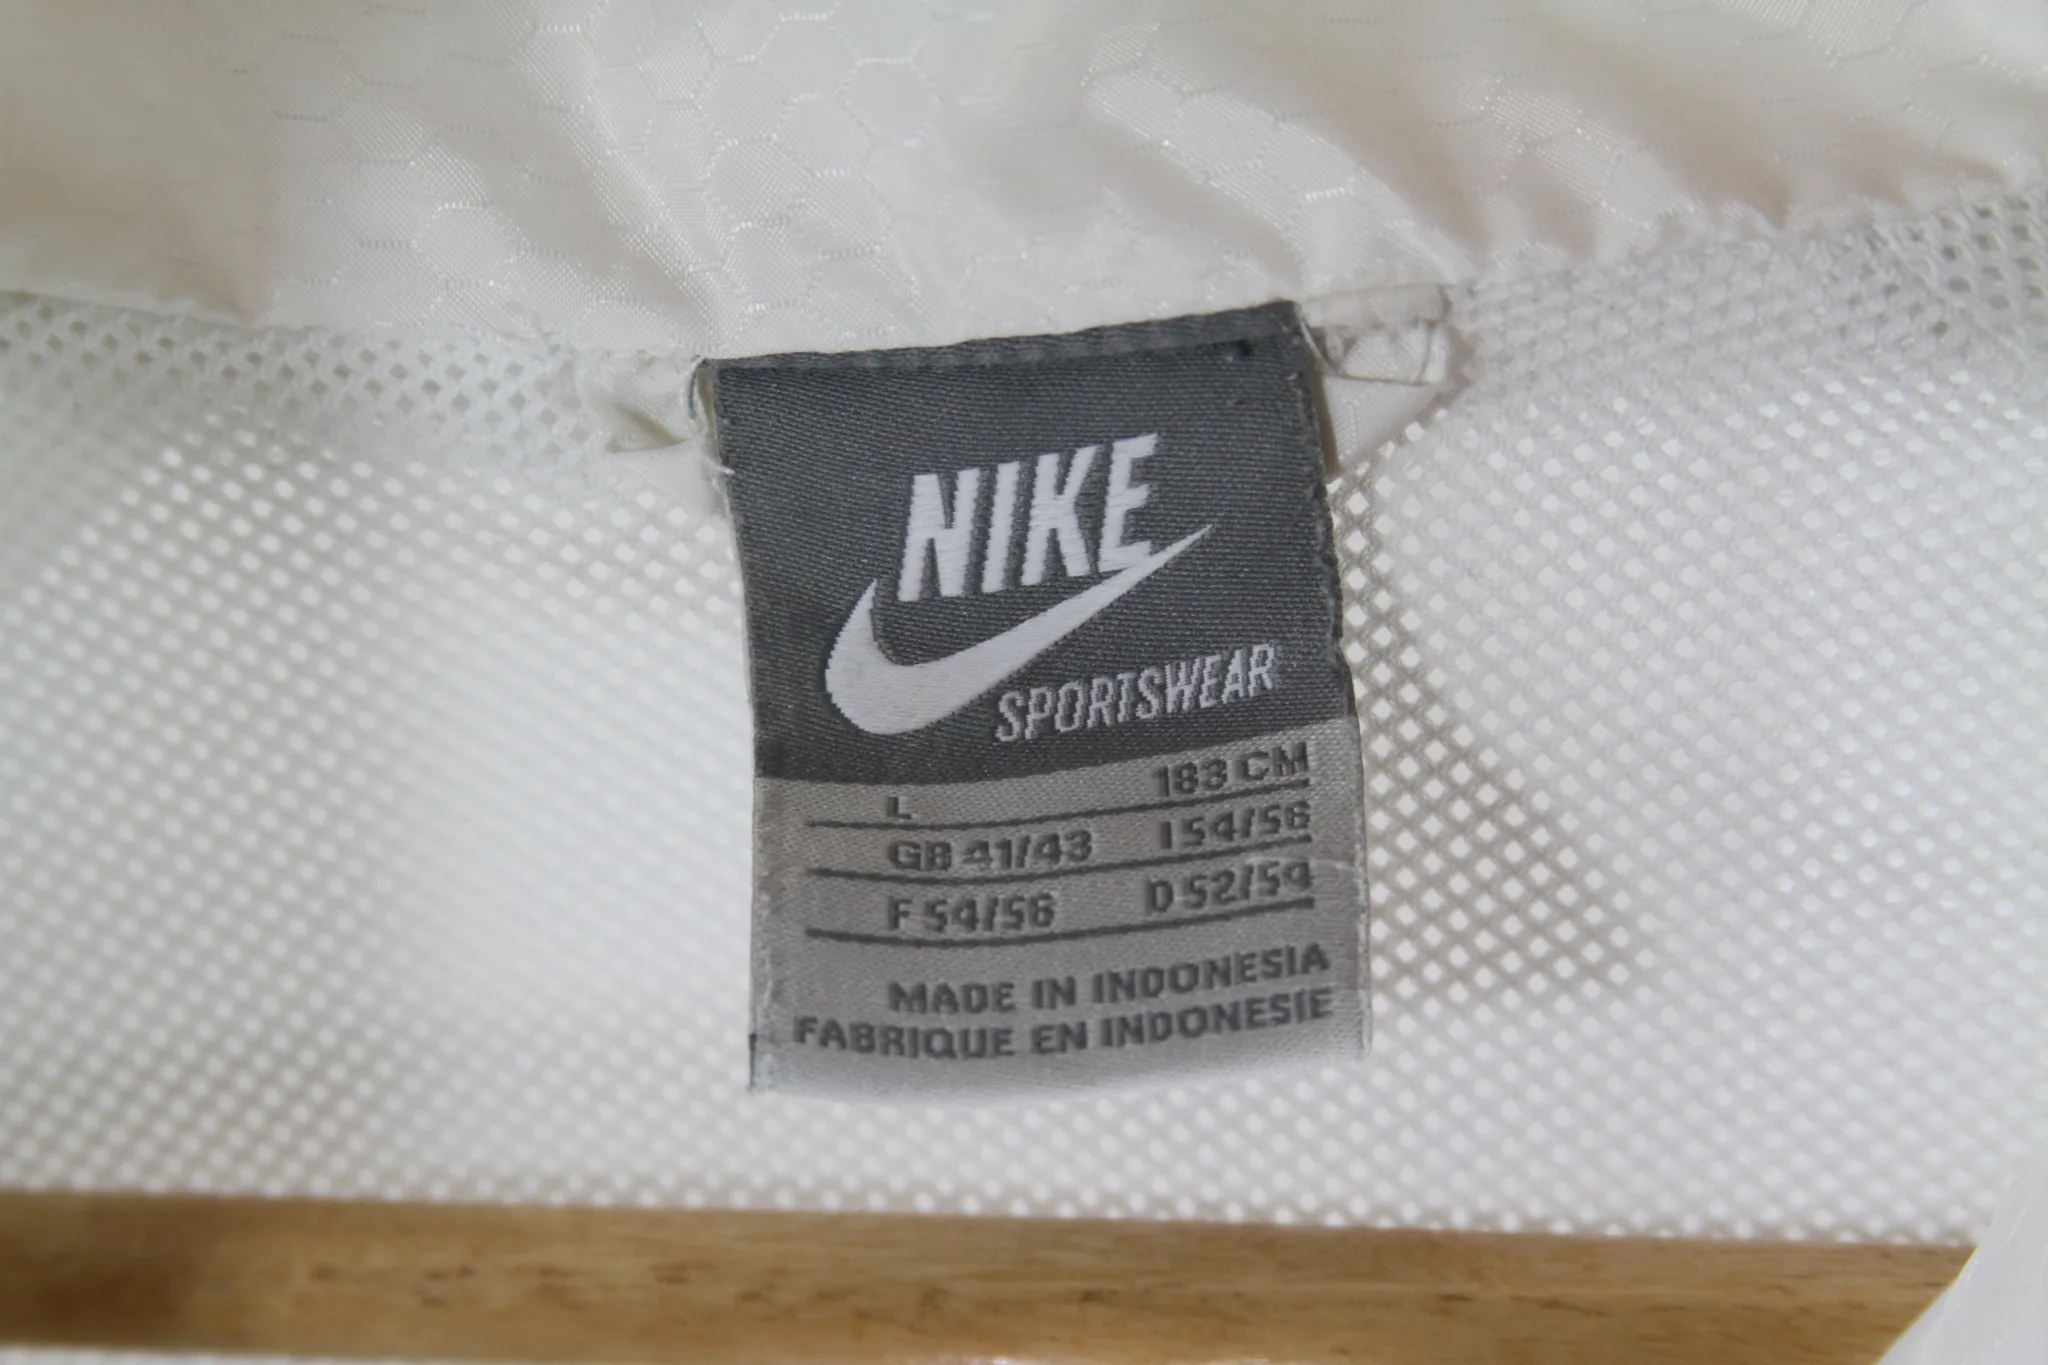 NIKE
SPORTSWEAR
L 183 CM
GB 41/43 I 54/56
F 54/56 D 52/54
MADE IN INDONESIA
FABRIQUE EN INDONESIE